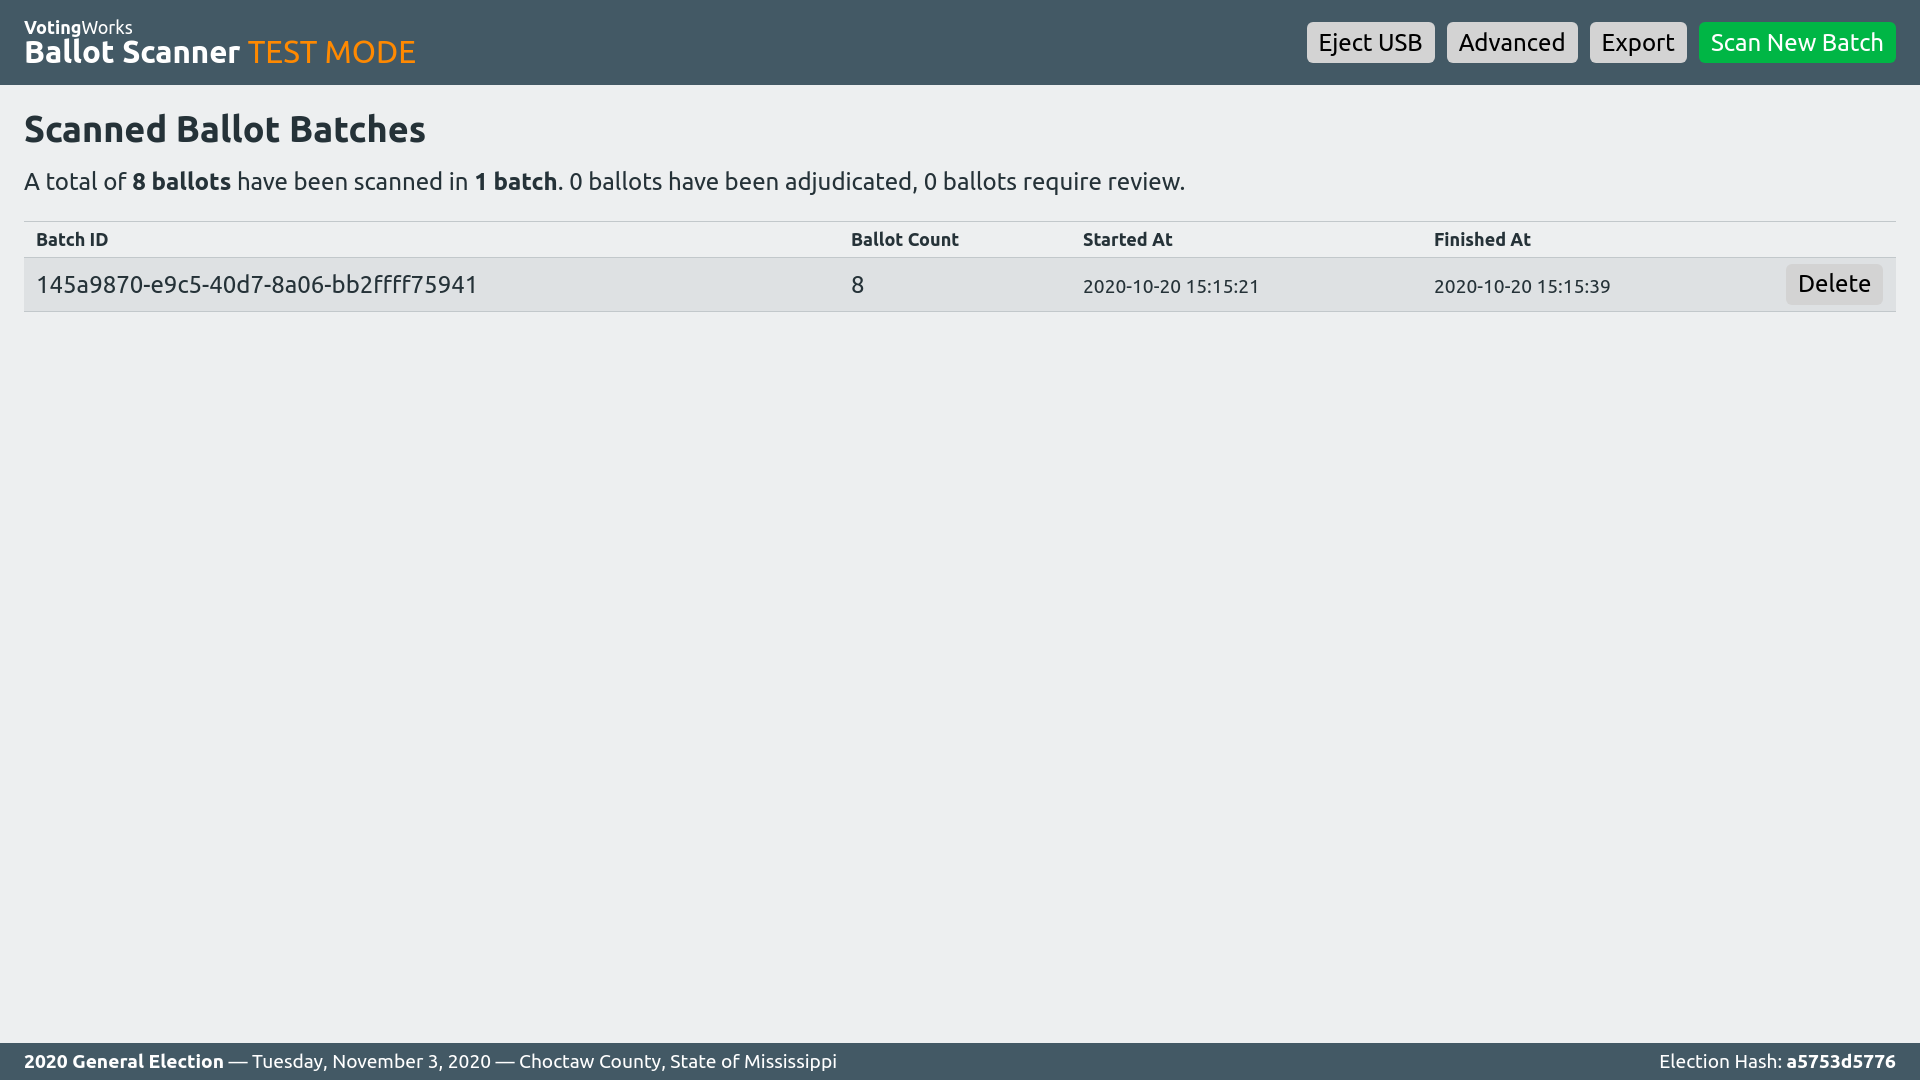 VotingWorks
Ballot Scanner TEST MODE
Eject USB
Advanced
Export
Scan New Batch
Scanned Ballot Batches
A total of 8 ballots have been scanned in 1 batch. 0 ballots have been adjudicated, 0 ballots require review.
Batch ID Ballot Count Started At Finished At
145a9870-e9c5-40d7-8a06-bb2ffff75941 8 2020-10-20 15:15:21 2020-10-20 15:15:39 Delete
2020 General Election — Tuesday, November 3, 2020 — Choctaw County, State of Mississippi
Election Hash: a5753d5776